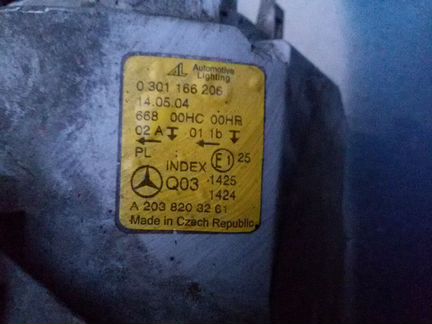 AL Automotive
Lighting
0 301 166 206
14.05.04
668 00HC 00HR
02 A 01 1b
PL
INDEX E1 25
Q03 1425
1424
A 203 820 32 61
Made in Czech Republic